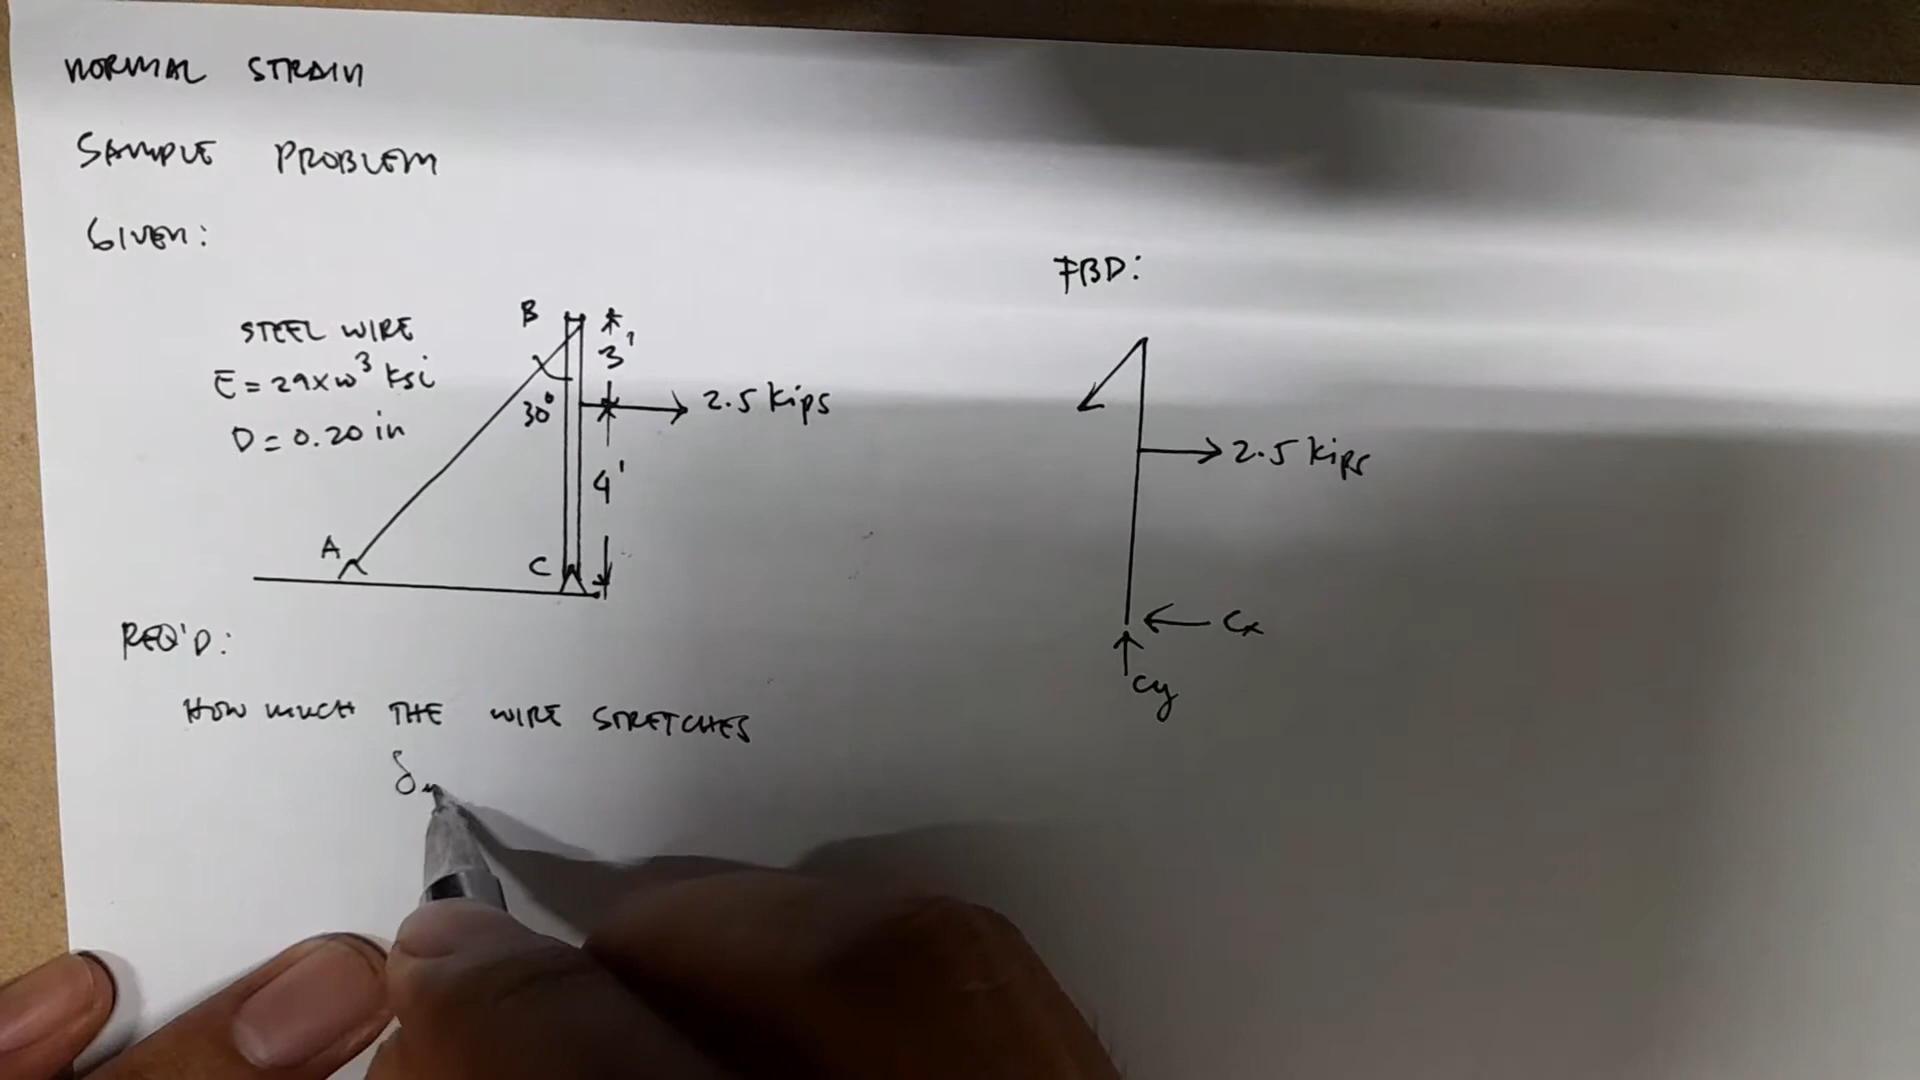 NORMAL STRAIN
SAMPLE PROBLEM
GIVEN:
STEEL WIRE
E = 29x10³ ksi
D = 0.20 in
B
3'
30°
2.5 kips
4'
A
C
REQ'D:
HOW MUCH THE WIRE STRETCHES
δ
FBD:
2.5 kips
Cx
Cy